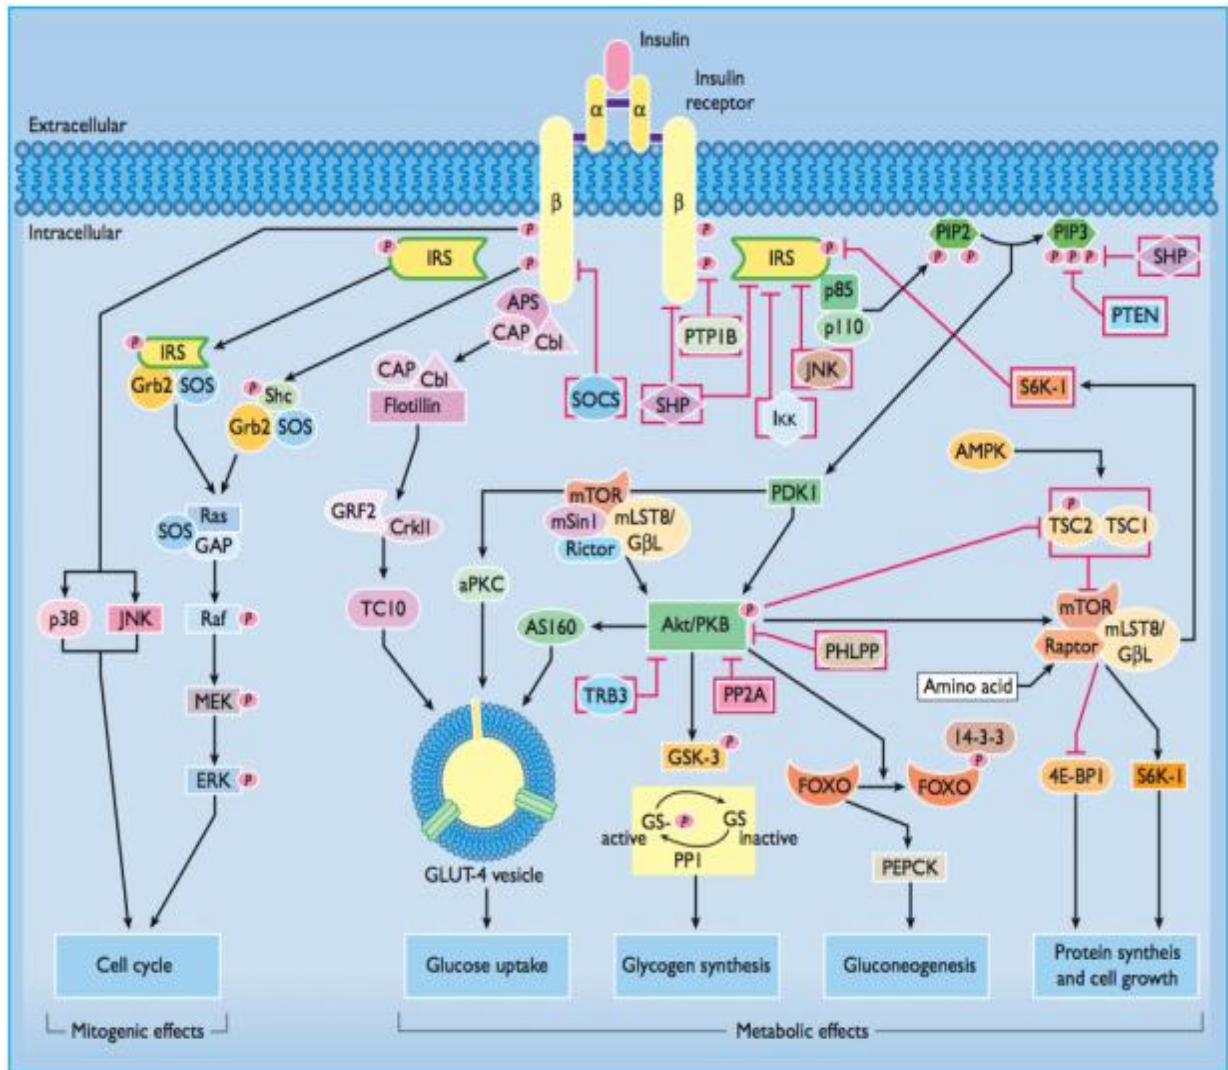 Insulin
Insulin
receptor
α α
Extracellular
β β
Intracellular
P P
P IRS
P P
IRS P
p85
p110
PIP2 PIP3
P P P P P
SHP
PTEN
APS
CAP Cbl
PTP1B
JNK
P IRS
Grb2 SOS
P Shc
Grb2 SOS
CAP Cbl
Flotillin
SOCS
SHP
Iκκ
S6K-1
AMPK
mTOR
mSin1 mLST8/
GβL
Rictor
PDK1
P
TSC2 TSC1
GRF2
CrkII
SOS Ras
GAP
aPKC
p38 JNK Raf P
TC10
AS160
Akt/PKB P
PHLPP
mTOR
Raptor mLST8/
GβL
Amino acid
TRB3
PP2A
MEK P
ERK P
GSK-3 P
14-3-3
P
FOXO FOXO
4E-BP1 S6K-1
GS- P GS
active inactive
PP1
PEPCK
GLUT-4 vesicle
Cell cycle
Glucose uptake
Glycogen synthesis
Gluconeogenesis
Protein syntheis
and cell growth
Mitogenic effects
Metabolic effects